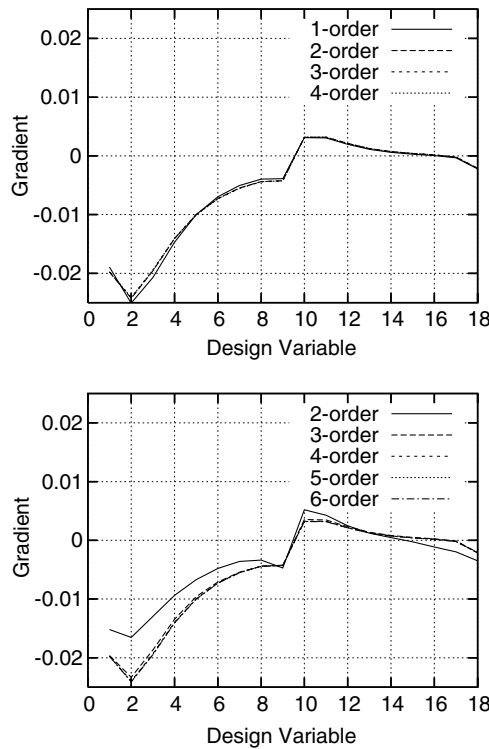 0.02
0.01
0
-0.01
-0.02
Gradient
1-order
2-order
3-order
4-order
0 2 4 6 8 10 12 14 16 18
Design Variable
0.02
0.01
0
-0.01
-0.02
Gradient
2-order
3-order
4-order
5-order
6-order
0 2 4 6 8 10 12 14 16 18
Design Variable